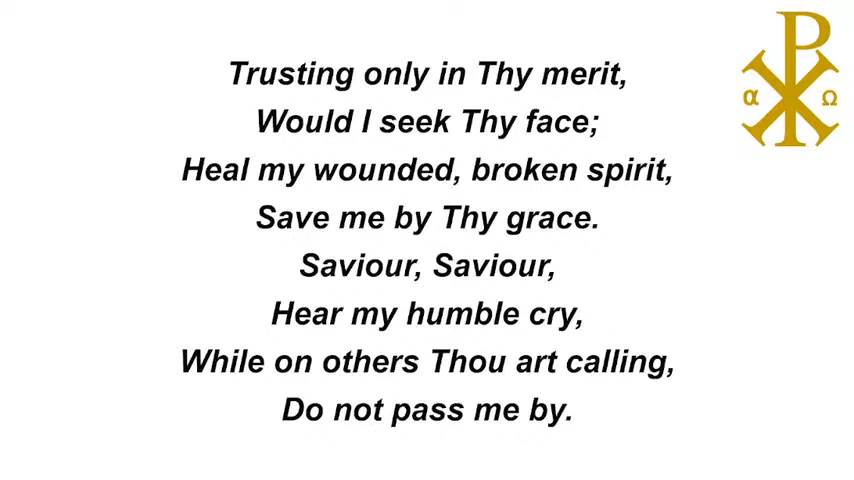 Trusting only in Thy merit,
Would I seek Thy face;
Heal my wounded, broken spirit,
Save me by Thy grace.
Saviour, Saviour,
Hear my humble cry,
While on others Thou art calling,
Do not pass me by.
α Ω